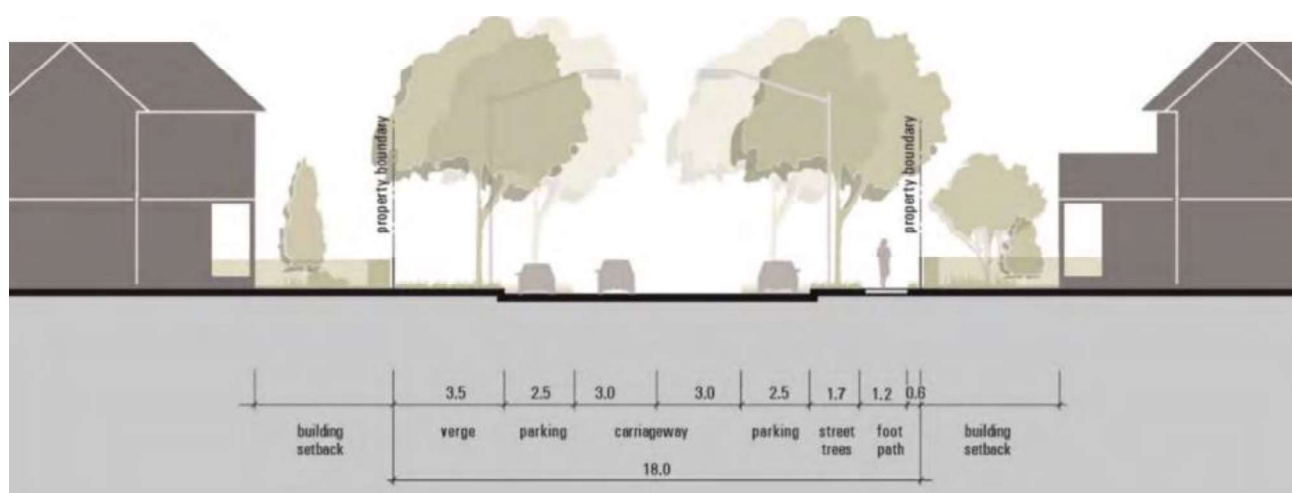 property boundary
property boundary
3.5 2.5 3.0 3.0 2.5 1.7 1.2 0.6
building setback
verge
parking
carriageway
parking
street trees
foot path
building setback
18.0